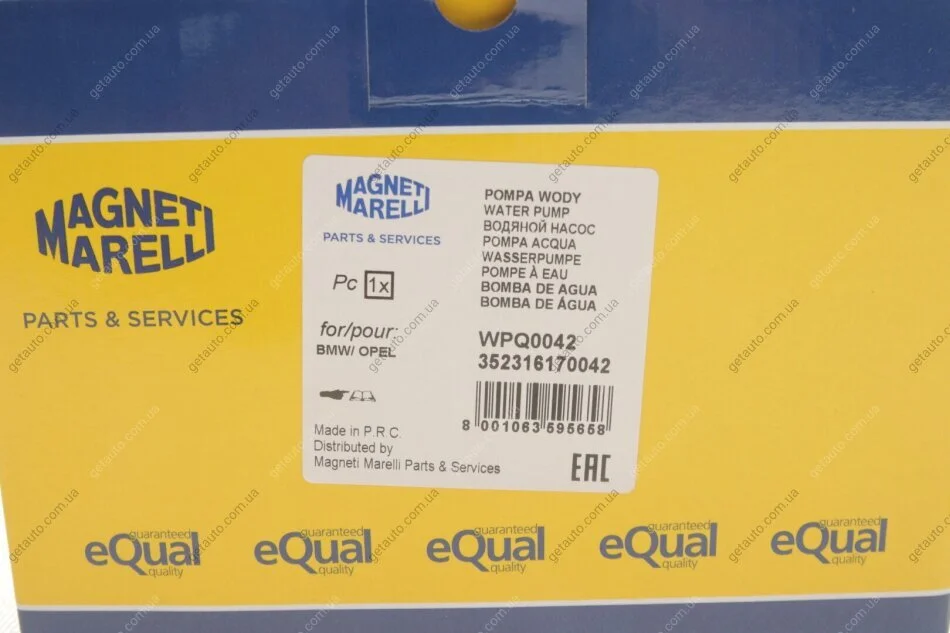 MAGNETI
MARELLI
PARTS & SERVICES
MAGNETI
MARELLI
PARTS & SERVICES
Pc 1x
for/pour:
BMW/ OPEL
Made in P.R.C.
Distributed by
Magneti Marelli Parts & Services
POMPA WODY
WATER PUMP
ВОДЯНОЙ НАСОС
POMPA ACQUA
WASSERPUMPE
POMPE À EAU
BOMBA DE AGUA
BOMBA DE ÁGUA
WPQ0042
352316170042
8 001063 595658
EAC
guaranteed
eQual
quality
guaranteed
eQual
quality
guaranteed
eQual
quality
guaranteed
eQual
quality
guaranteed
eQual
quality
getauto.com.ua